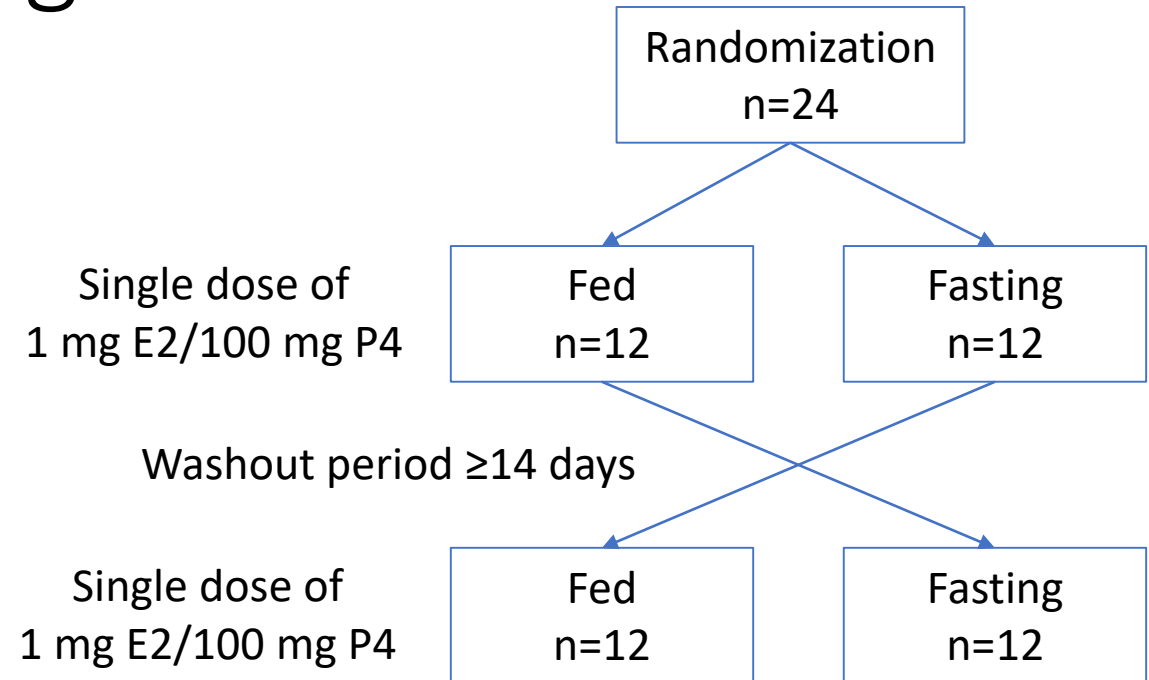 Randomization
n=24
Single dose of
1 mg E2/100 mg P4
Fed
n=12
Fasting
n=12
Washout period ≥14 days
Single dose of
1 mg E2/100 mg P4
Fed
n=12
Fasting
n=12